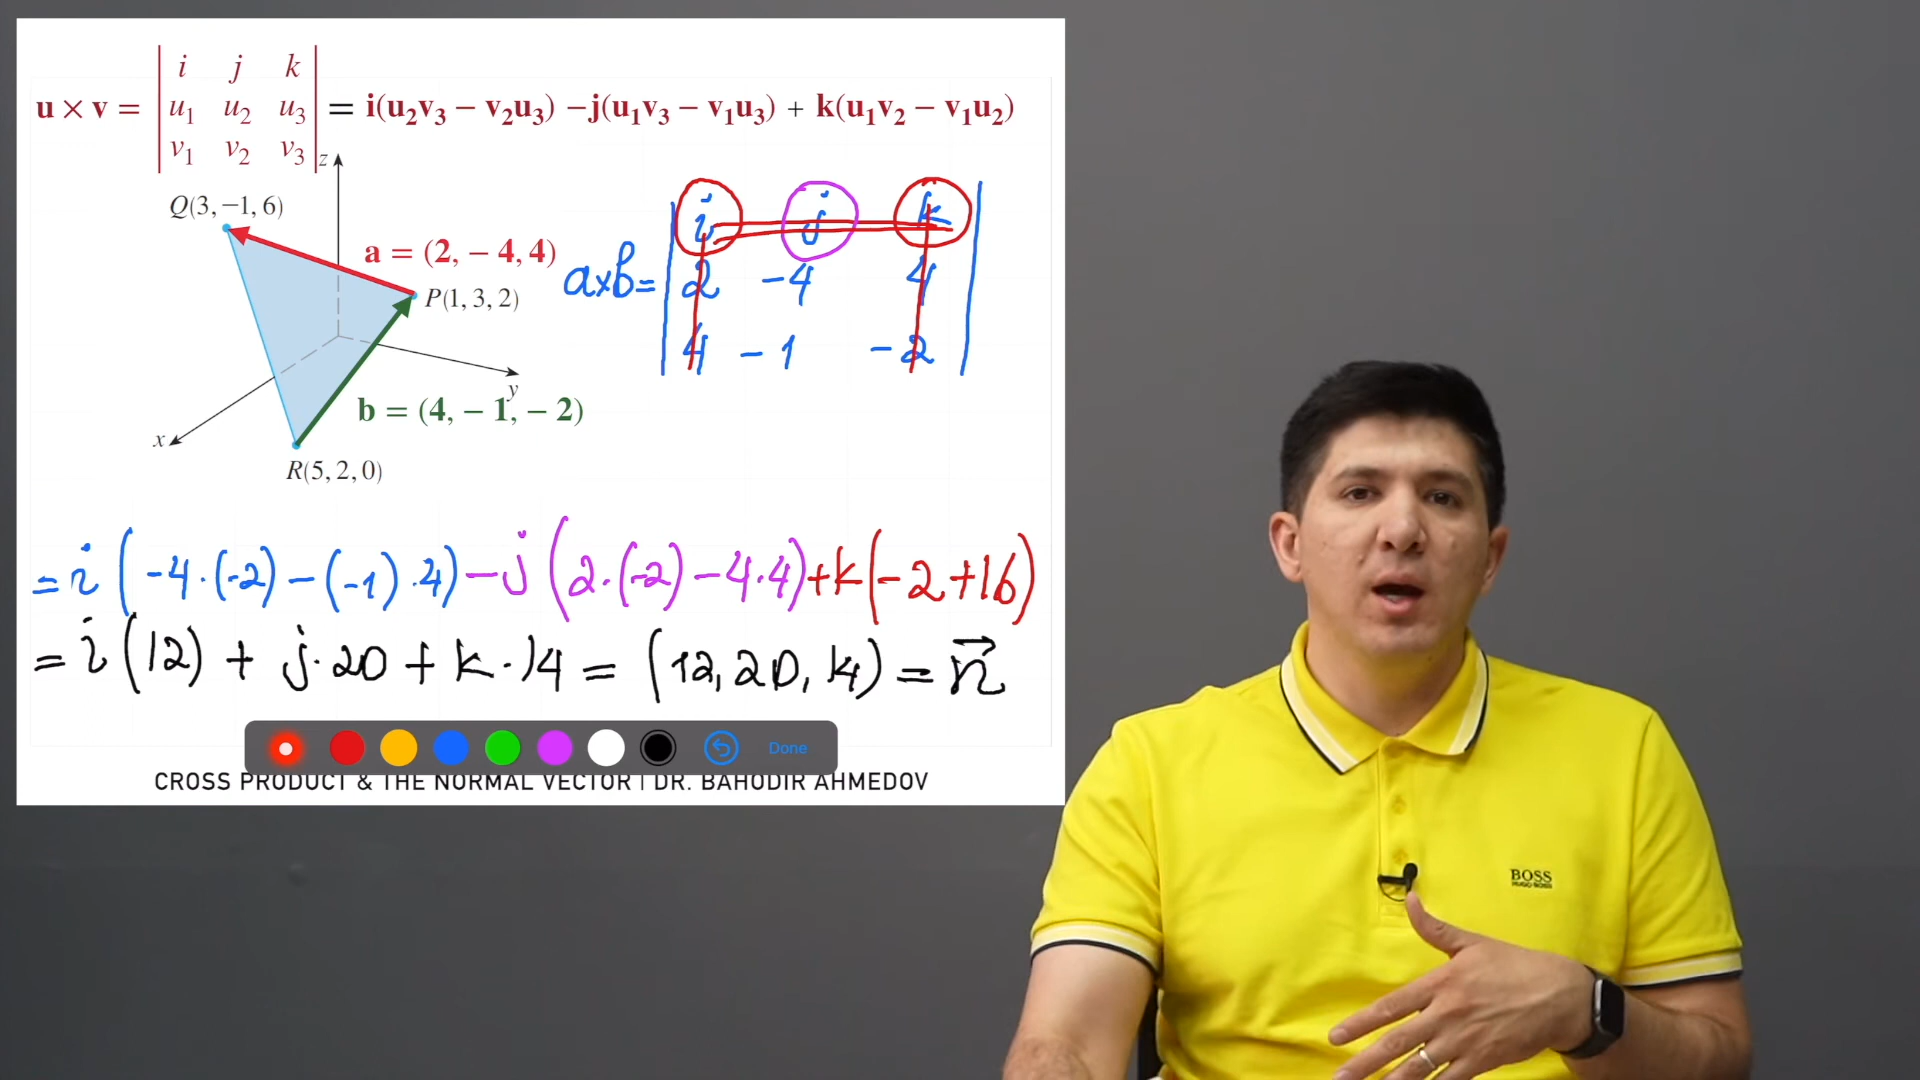 i j k
u × v = u₁ u₂ u₃ = i(u₂v₃ − v₂u₃) −j(u₁v₃ − v₁u₃) + k(u₁v₂ − v₁u₂)
v₁ v₂ v₃
z
Q(3, −1, 6)
a = (2, − 4, 4)
P(1, 3, 2)
y
b = (4, − 1, − 2)
x
R(5, 2, 0)
i j k
a×b= 2 -4 4
4 -1 -2
=i(-4·(-2)-(-1)·4)-j(2·(-2)-4·4)+k(-2+16)
=i(12) + j·20 + k·14 = (12, 20, 14) = n⃗
Done
CROSS PRODUCT & THE NORMAL VECTOR | DR. BAHODIR AHMEDOV
BOSS
HUGO BOSS